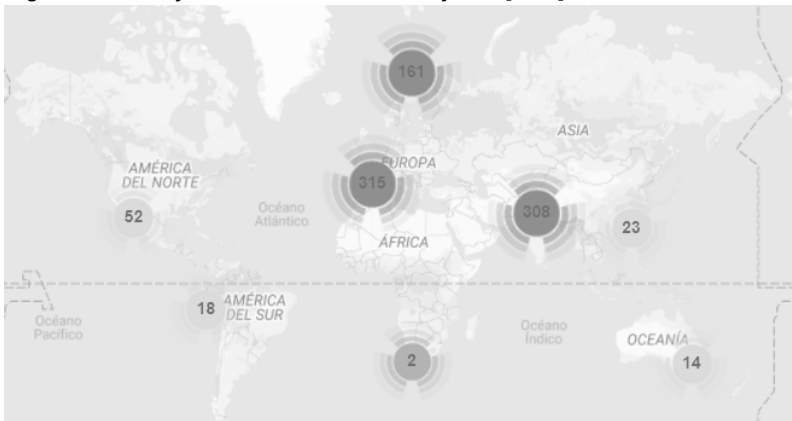 161
ASIA
EUROPA
AMÉRICA
DEL NORTE
315
Océano
Atlántico
308
52
23
ÁFRICA
18
AMÉRICA
DEL SUR
Océano
Pacífico
Océano
Índico
OCEANÍA
2
14